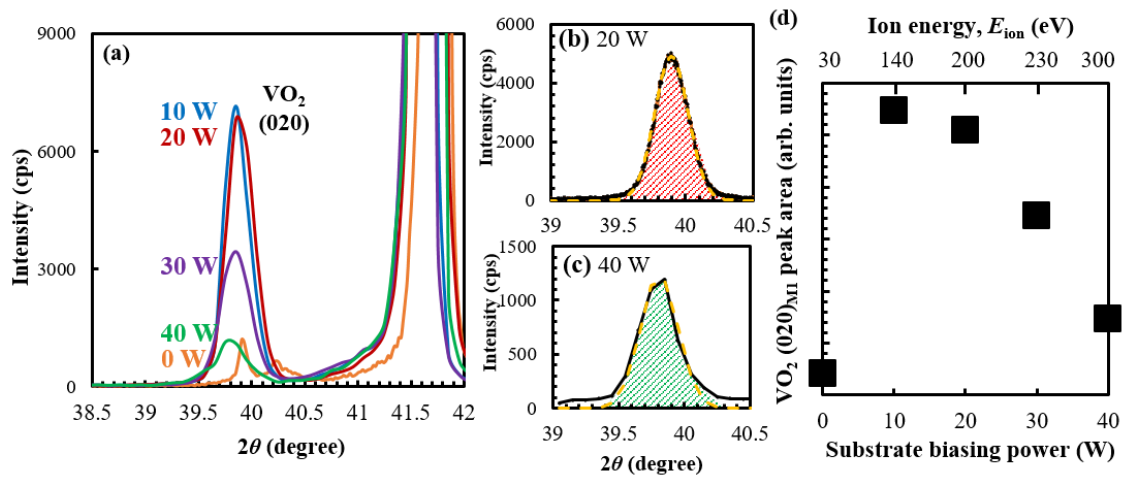 (a)
9000
6000
3000
0
Intensity (cps)
10 W
20 W
30 W
40 W
0 W
VO2
(020)
38.5 39 39.5 40 40.5 41 41.5 42
2θ (degree)
(b) 20 W
6000
4000
2000
0
Intensity (cps)
39 39.5 40 40.5
(c) 40 W
1500
1000
500
0
Intensity (cps)
39 39.5 40 40.5
2θ (degree)
(d)
Ion energy, Eion (eV)
30 140 200 230 300
VO2 (020)M1 peak area (arb. units)
0 10 20 30 40
Substrate biasing power (W)